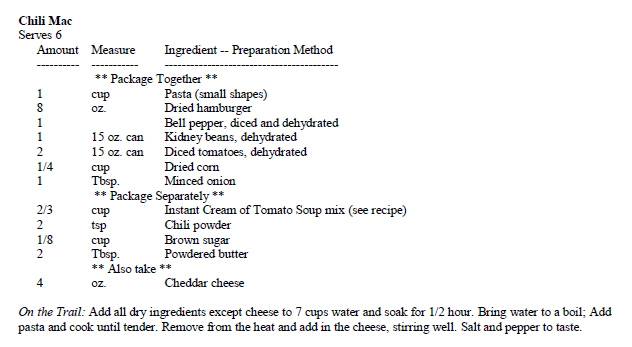 Chili Mac
Serves 6
Amount Measure Ingredient -- Preparation Method
---------- ----------- ----------------------------------------
** Package Together **
1 cup Pasta (small shapes)
8 oz. Dried hamburger
1 Bell pepper, diced and dehydrated
1 15 oz. can Kidney beans, dehydrated
2 15 oz. can Diced tomatoes, dehydrated
1/4 cup Dried corn
1 Tbsp. Minced onion
** Package Separately **
2/3 cup Instant Cream of Tomato Soup mix (see recipe)
2 tsp Chili powder
1/8 cup Brown sugar
2 Tbsp. Powdered butter
** Also take **
4 oz. Cheddar cheese
On the Trail: Add all dry ingredients except cheese to 7 cups water and soak for 1/2 hour. Bring water to a boil; Add
pasta and cook until tender. Remove from the heat and add in the cheese, stirring well. Salt and pepper to taste.